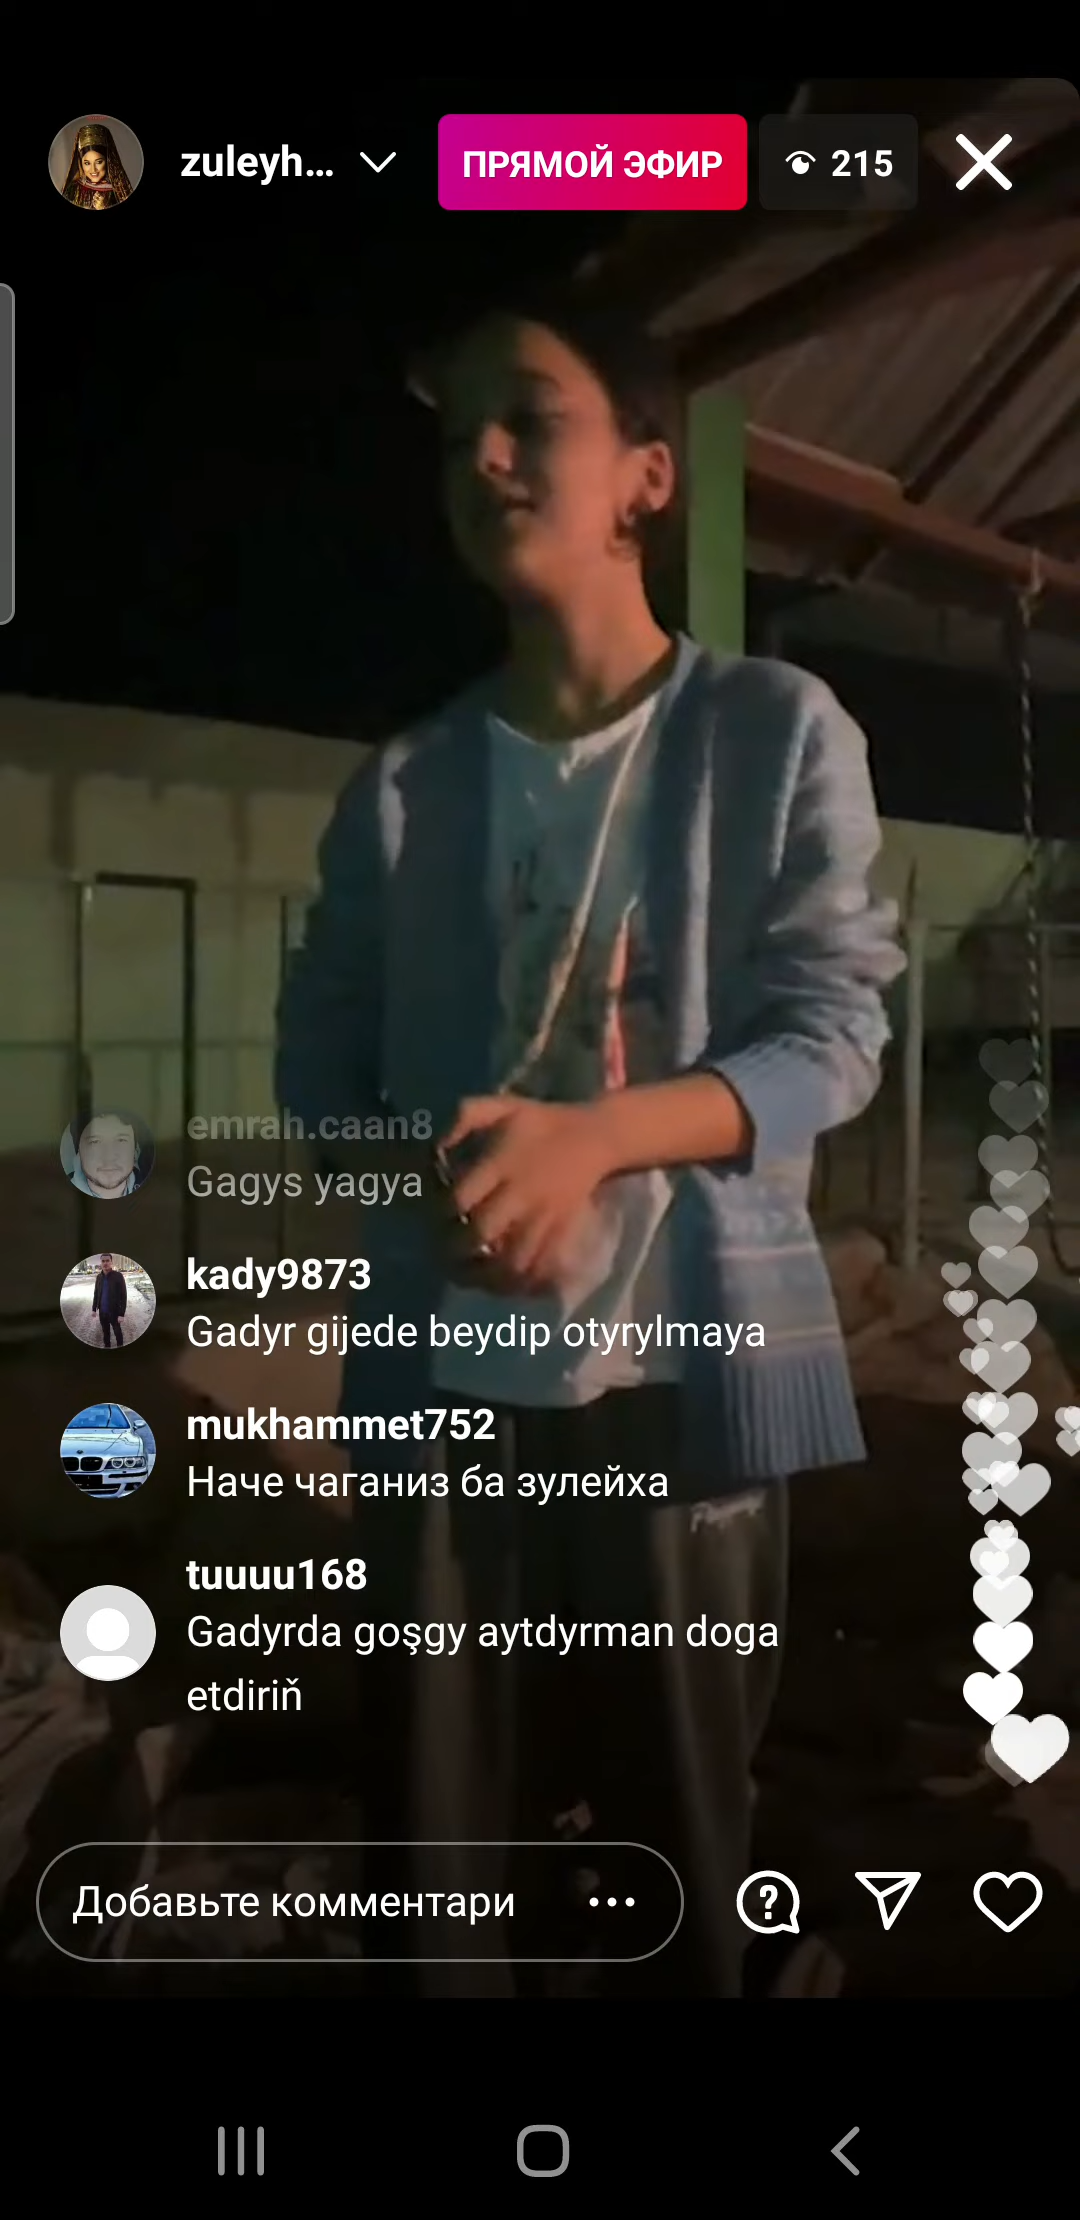 zuleyh...
ПРЯМОЙ ЭФИР
215
emrah.caan8
Gagys yagya
kady9873
Gadyr gijede beydip otyrylmaya
mukhammet752
Наче чаганиз ба зулейха
tuuuu168
Gadyrda goşgy aytdyrman doga
etdiriň
Добавьте комментари